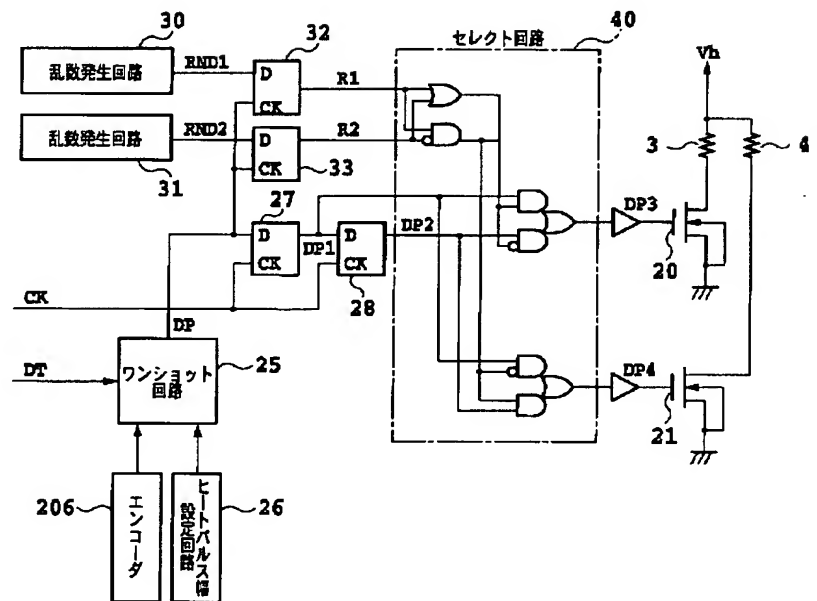 30
乱数発生回路
RND1
32
D
CK
R1
セレクト回路
40
Vh
乱数発生回路
31
RND2
D
CK
33
R2
3
4
27
D
CK
DP1
D
CK
28
DP2
DP3
20
CK
DP
DT
ワンショット
回路
25
DP4
21
206
エンコーダ
ヒートパルス幅
設定回路
26